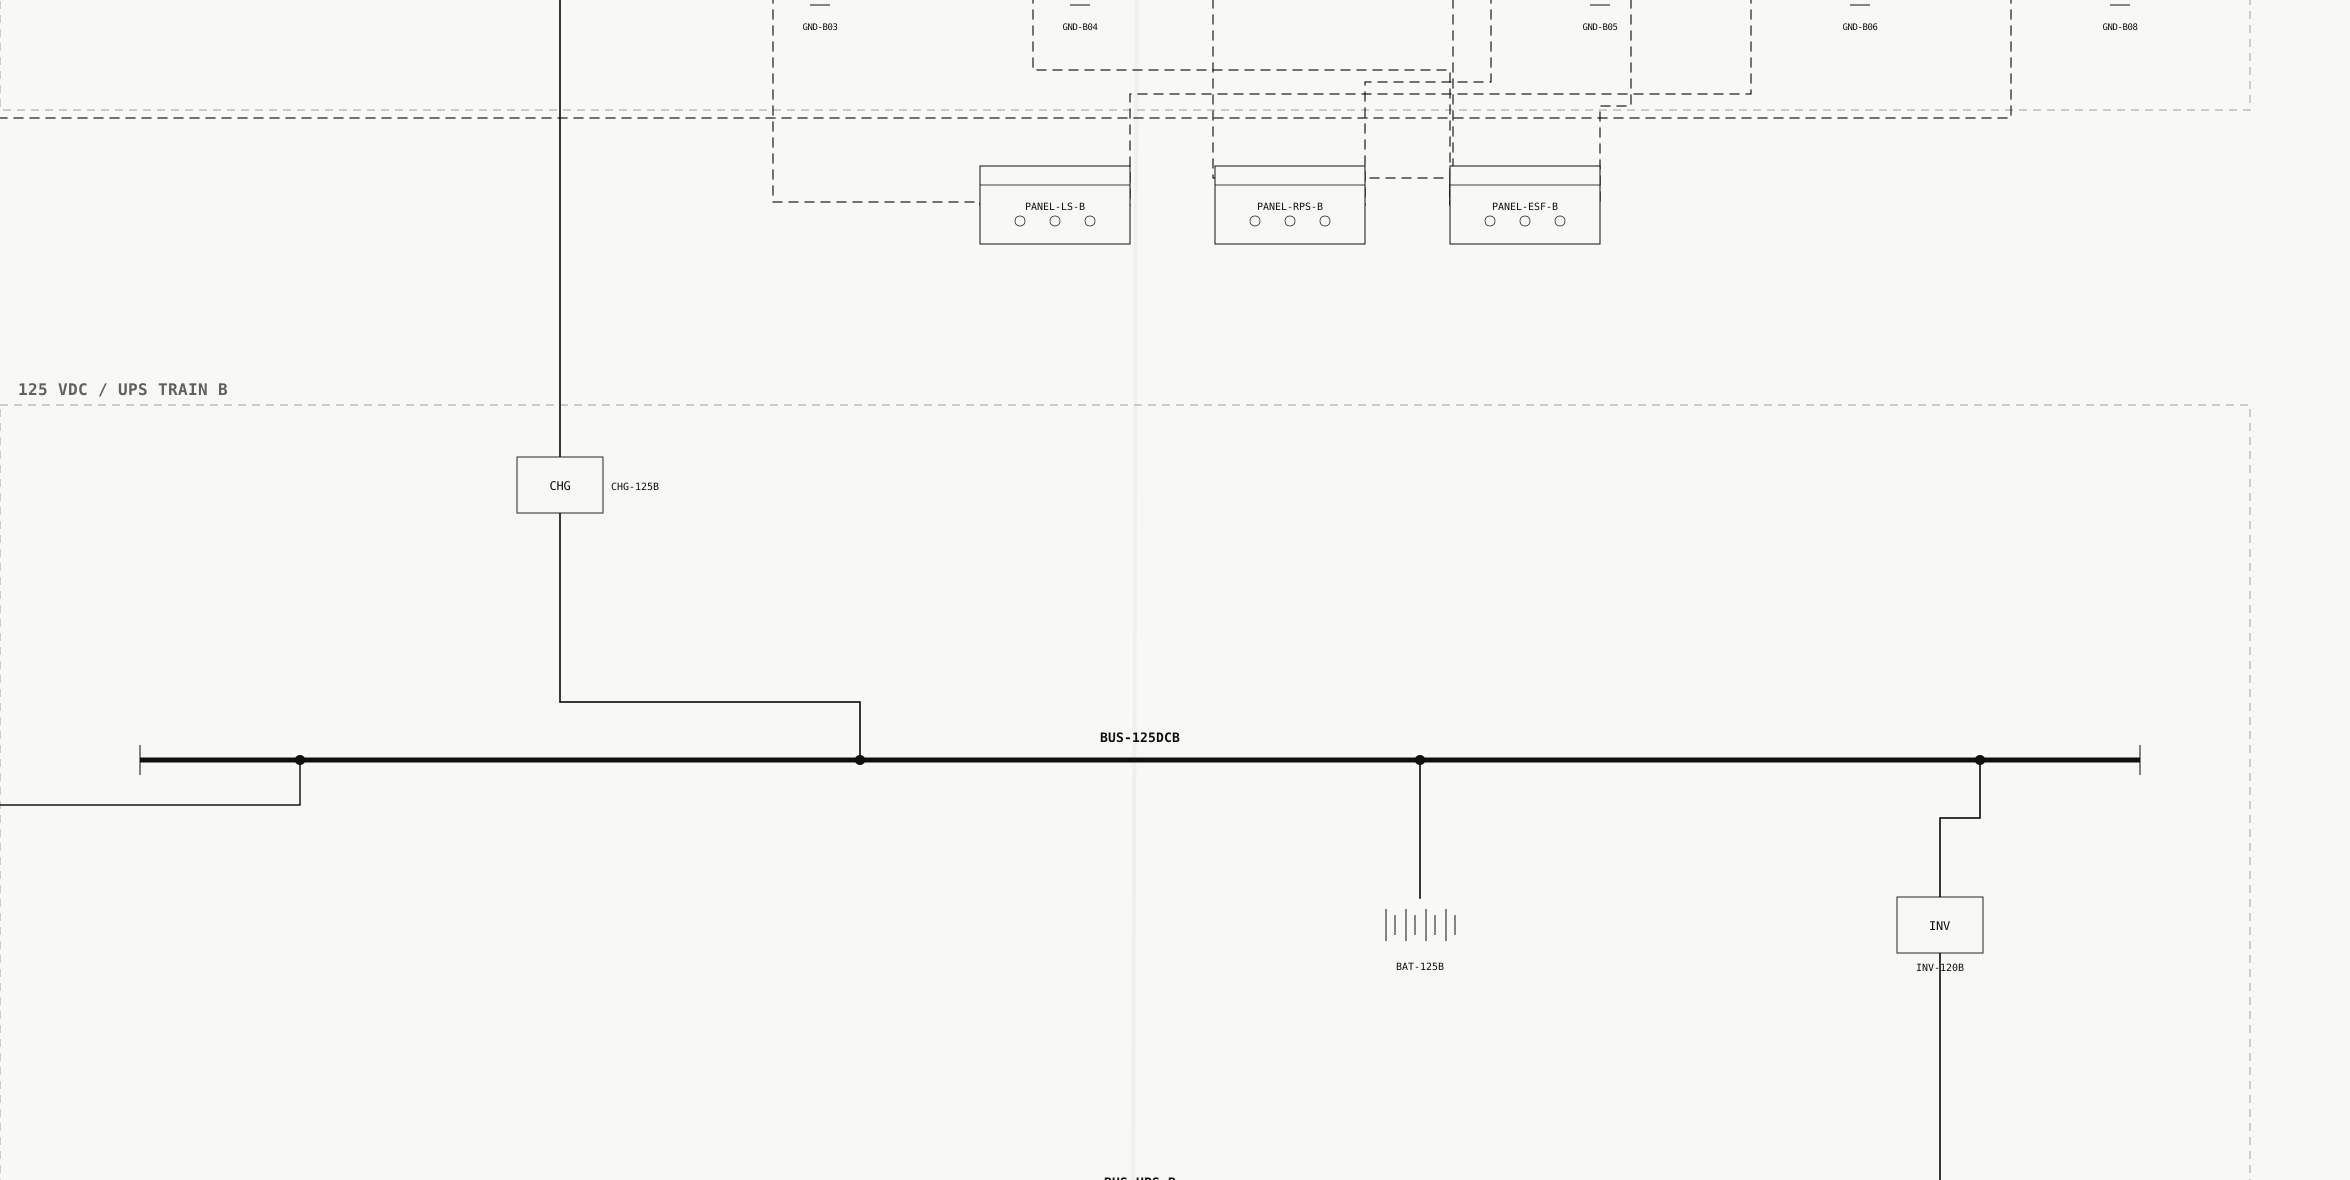 GND-B03
GND-B04
GND-B05
GND-B06
GND-B08
PANEL-LS-B
PANEL-RPS-B
PANEL-ESF-B
125 VDC / UPS TRAIN B
CHG
CHG-125B
BUS-125DCB
INV
BAT-125B
INV-120B